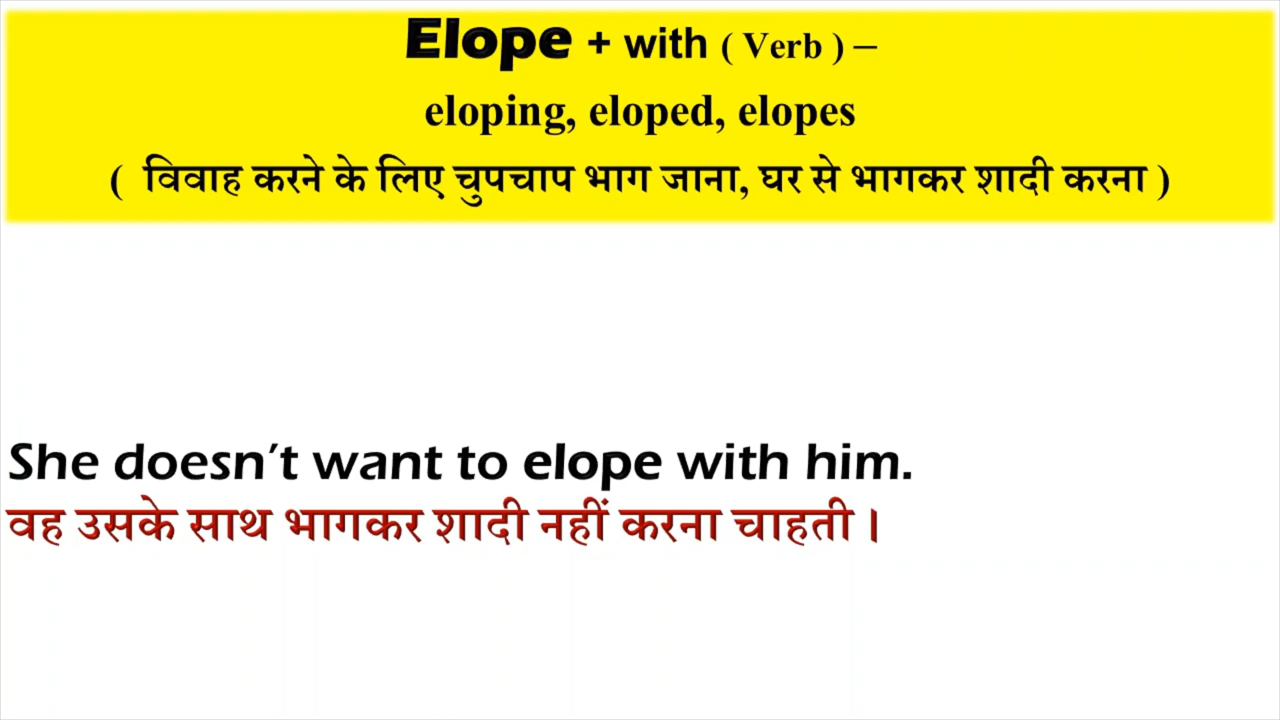 Elope + with ( Verb ) –
eloping, eloped, elopes
( विवाह करने के लिए चुपचाप भाग जाना, घर से भागकर शादी करना )
She doesn’t want to elope with him.
वह उसके साथ भागकर शादी नहीं करना चाहती ।